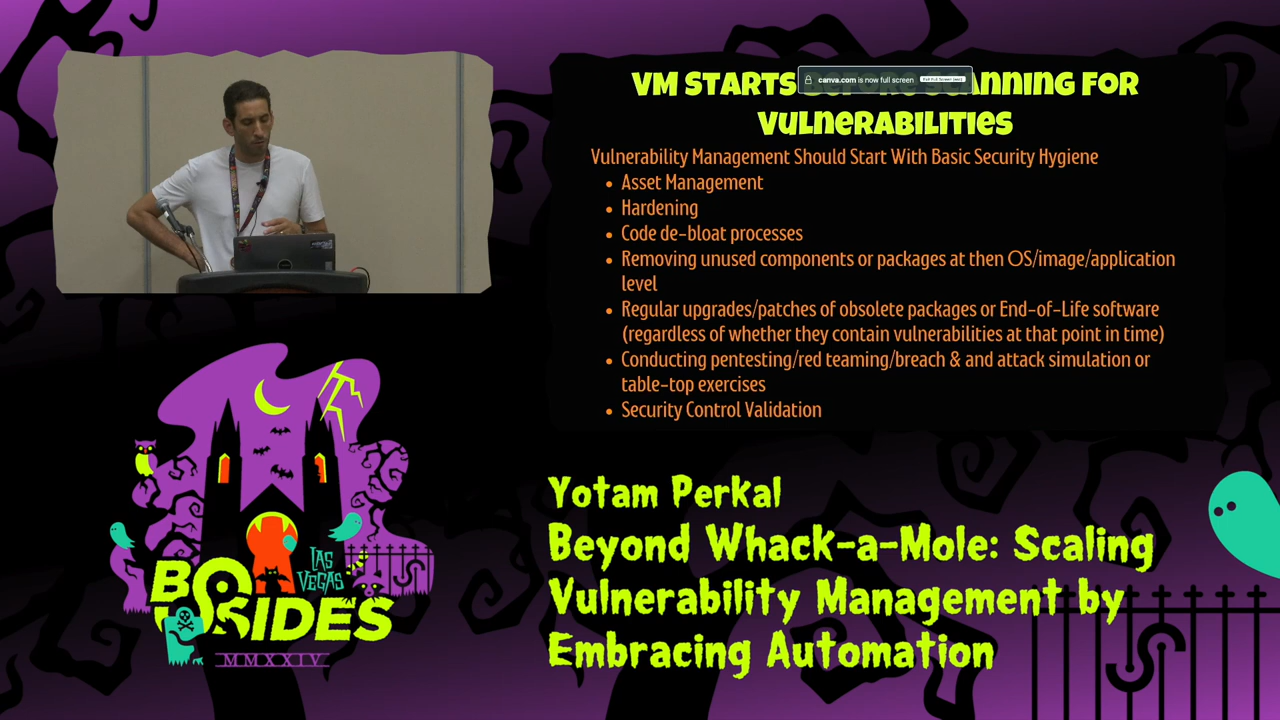 VM STARTS BEFORE SCANNING FOR
VULNERABILITIES
canva.com is now full screen
Vulnerability Management Should Start With Basic Security Hygiene
• Asset Management
• Hardening
• Code de-bloat processes
• Removing unused components or packages at then OS/image/application
level
• Regular upgrades/patches of obsolete packages or End-of-Life software
(regardless of whether they contain vulnerabilities at that point in time)
• Conducting pentesting/red teaming/breach & and attack simulation or
table-top exercises
• Security Control Validation
LAS
VEGAS
BSIDES
MMXXIV
Yotam Perkal
Beyond Whack-a-Mole: Scaling
Vulnerability Management by
Embracing Automation